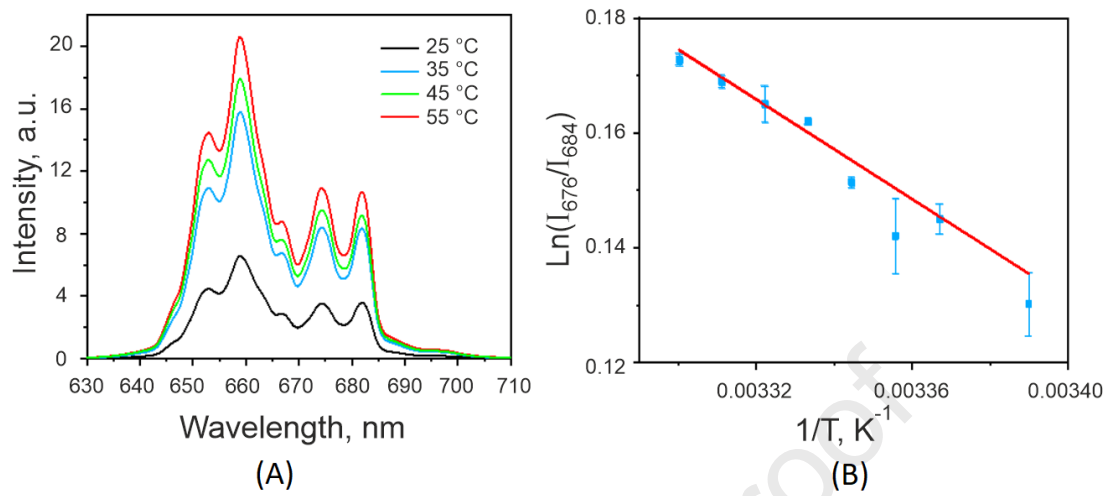 20
16
12
8
4
0
Intensity, a.u.
25 °C
35 °C
45 °C
55 °C
630 640 650 660 670 680 690 700 710
Wavelength, nm
(A)
0.18
0.16
0.14
0.12
Ln(I676/I684)
0.00332 0.00336 0.00340
1/T, K-1
(B)
roof